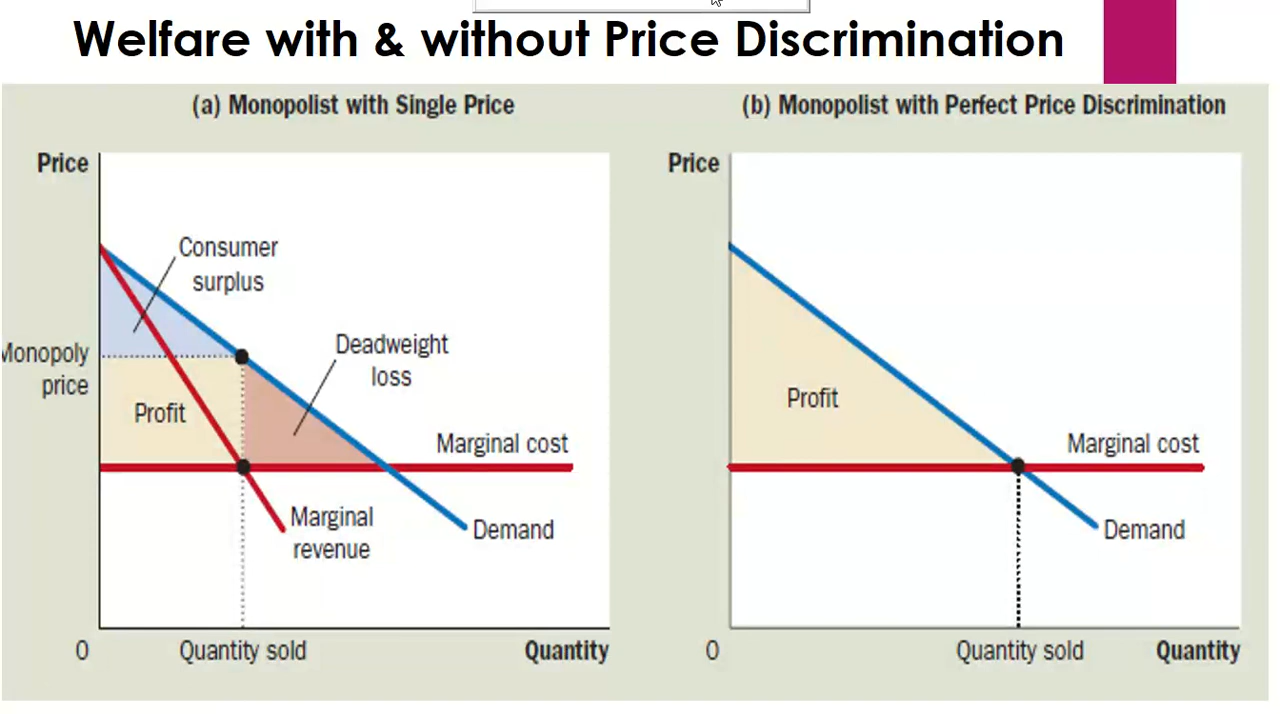 Welfare with & without Price Discrimination
(a) Monopolist with Single Price
Price
Consumer
surplus
Monopoly
price
Deadweight
loss
Profit
Marginal cost
Marginal
revenue
Demand
0
Quantity sold
Quantity
(b) Monopolist with Perfect Price Discrimination
Price
Profit
Marginal cost
Demand
0
Quantity sold
Quantity